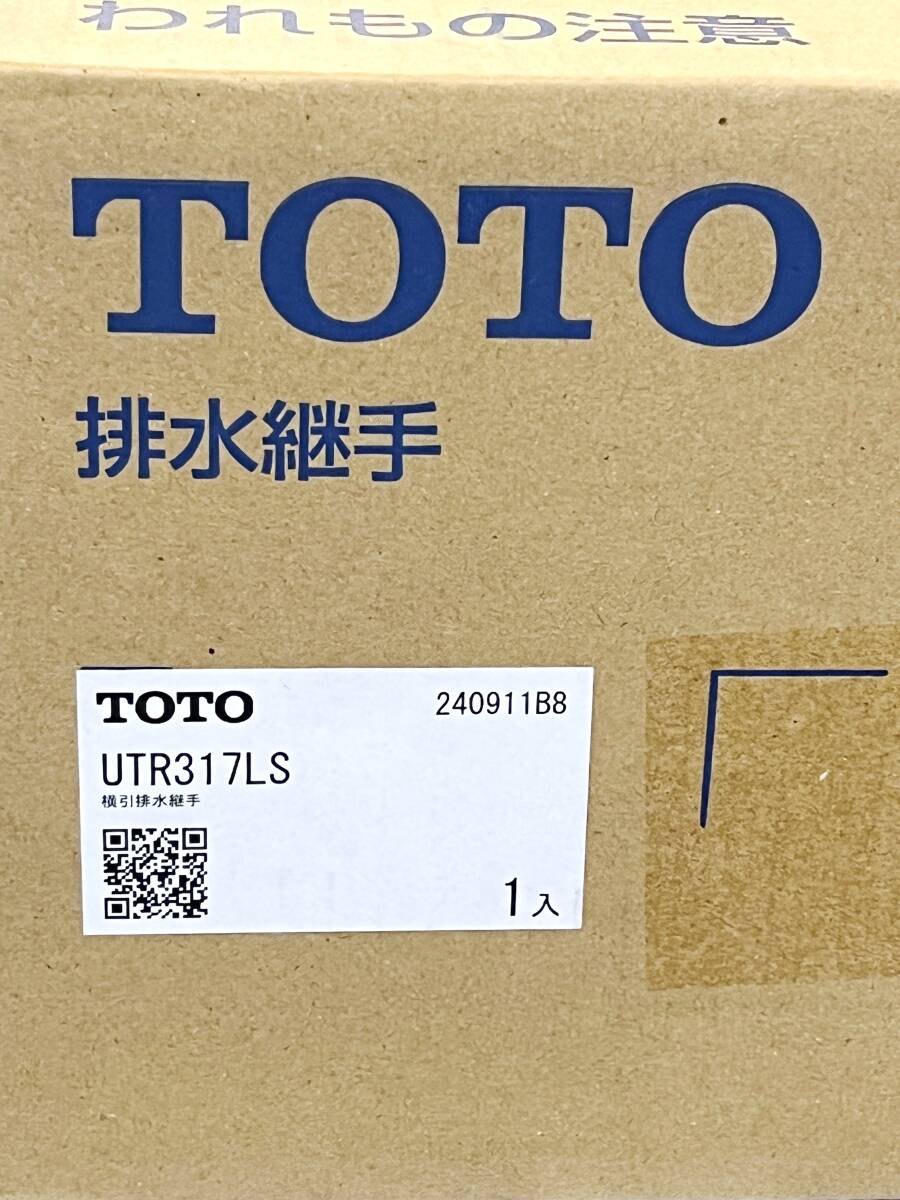 われもの注意
TOTO
排水継手
TOTO 240911B8
UTR317LS
横引排水継手
1入